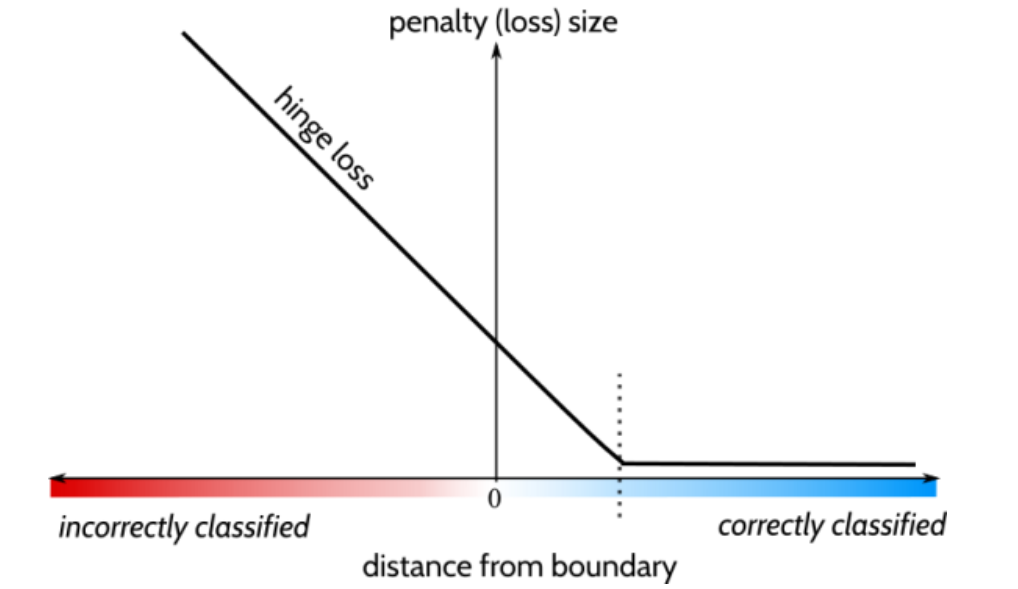 penalty (loss) size
hinge loss
0
incorrectly classified
correctly classified
distance from boundary